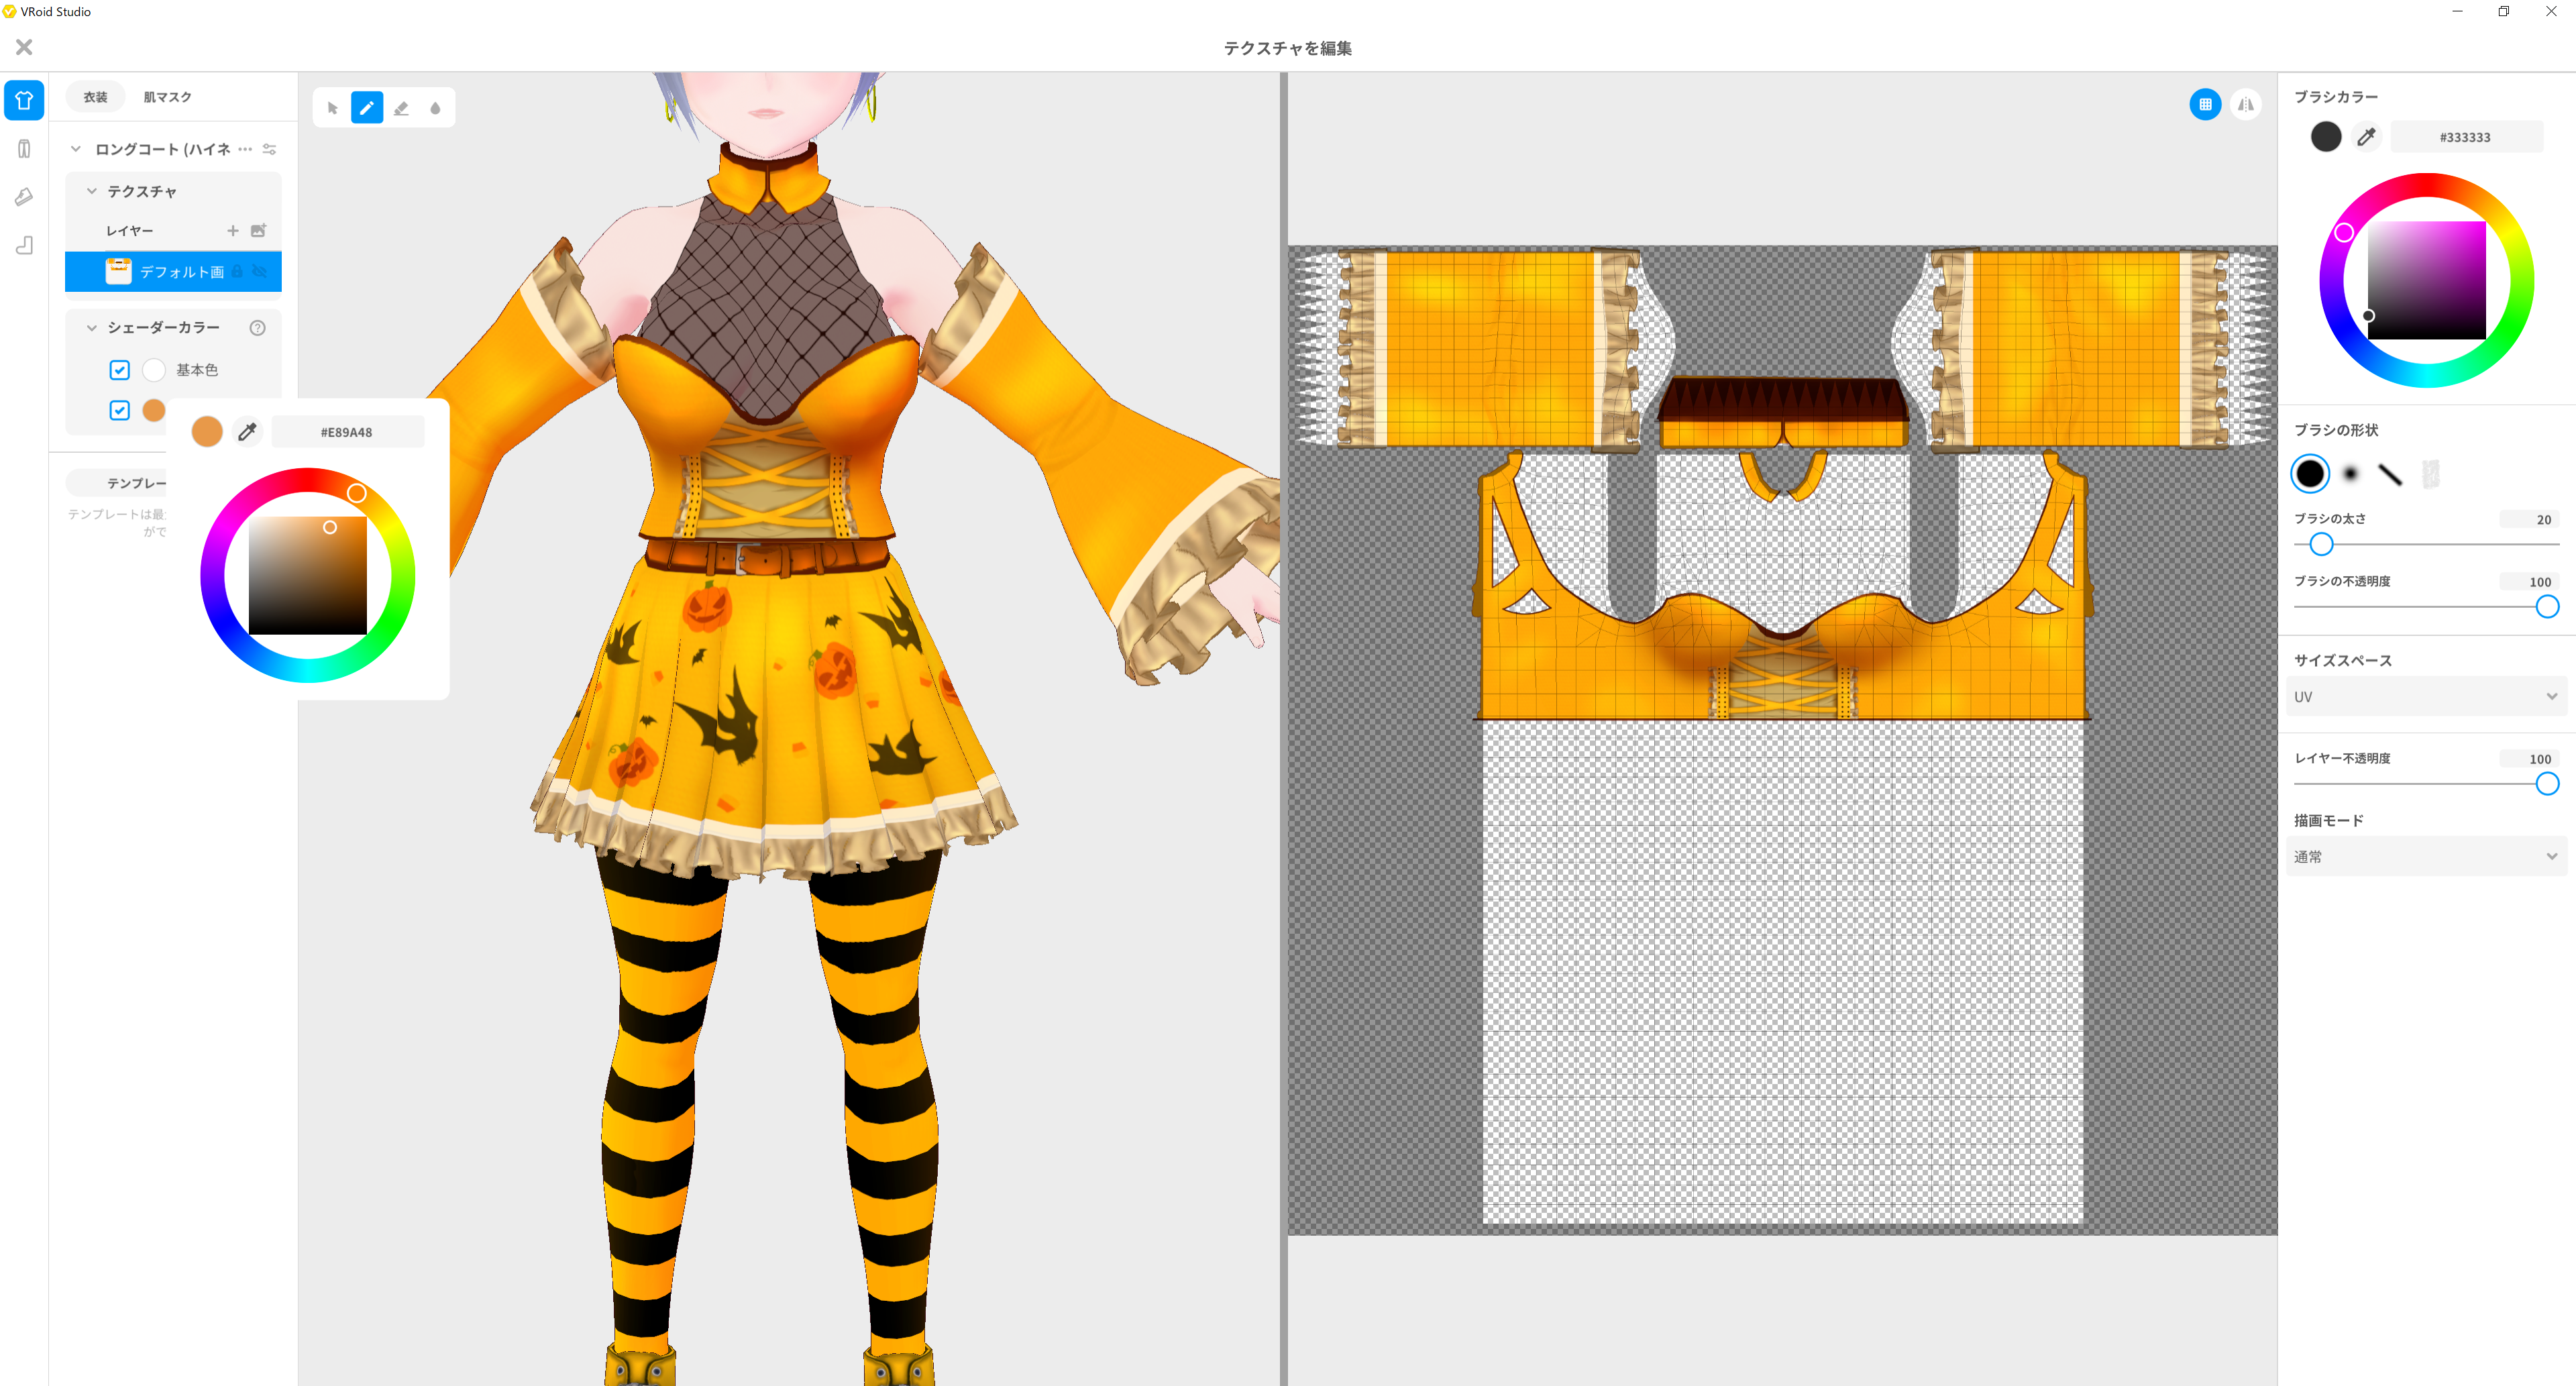 VRoid Studio
テクスチャを編集
衣装
肌マスク
ロングコート (ハイネ
テクスチャ
レイヤー
デフォルト画
シェーダーカラー
基本色
#E89A48
テンプレー
テンプレートは最
がで
ブラシカラー
#333333
ブラシの形状
ブラシの太さ
20
ブラシの不透明度
100
サイズスペース
UV
レイヤー不透明度
100
描画モード
通常